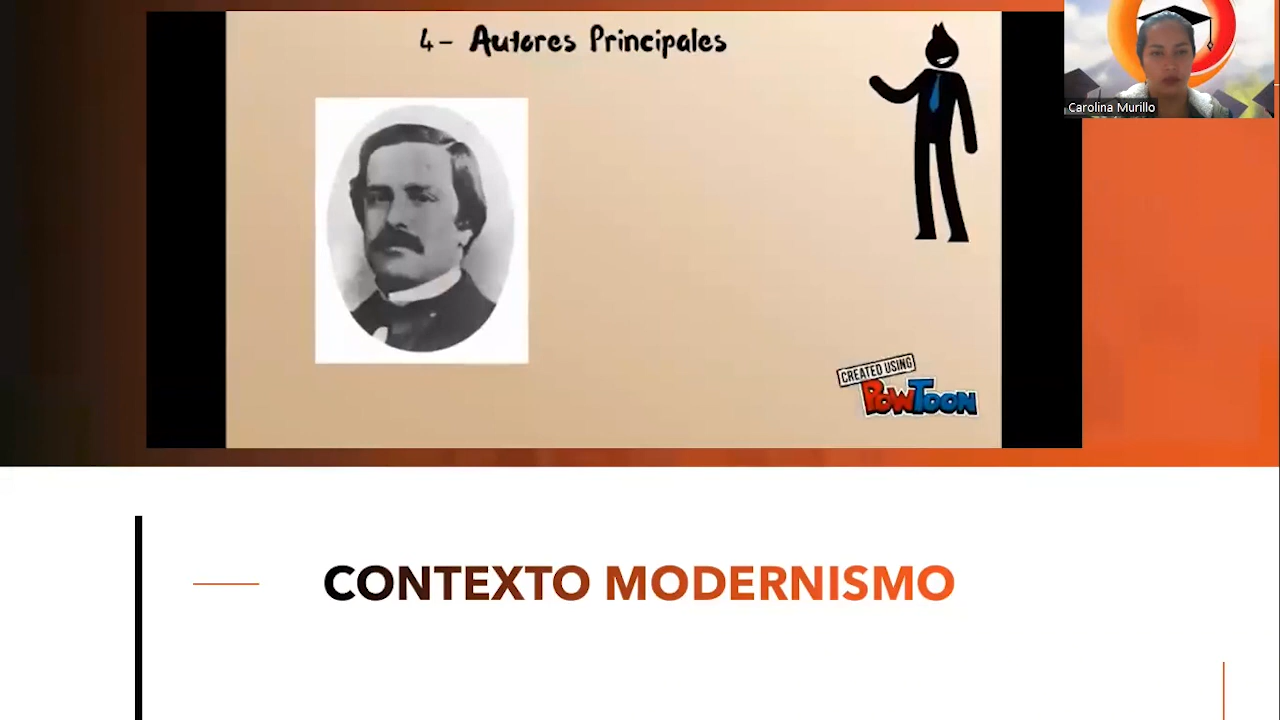 4- Autores Principales
Carolina Murillo
CREATED USING
POWTOON
CONTEXTO MODERNISMO